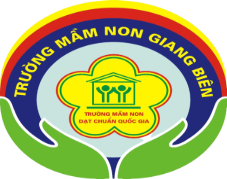 TRƯỜNG MẦM NON GIANG BIÊN
TRƯỜNG MẦM NON
ĐẠT CHUẨN QUỐC GIA